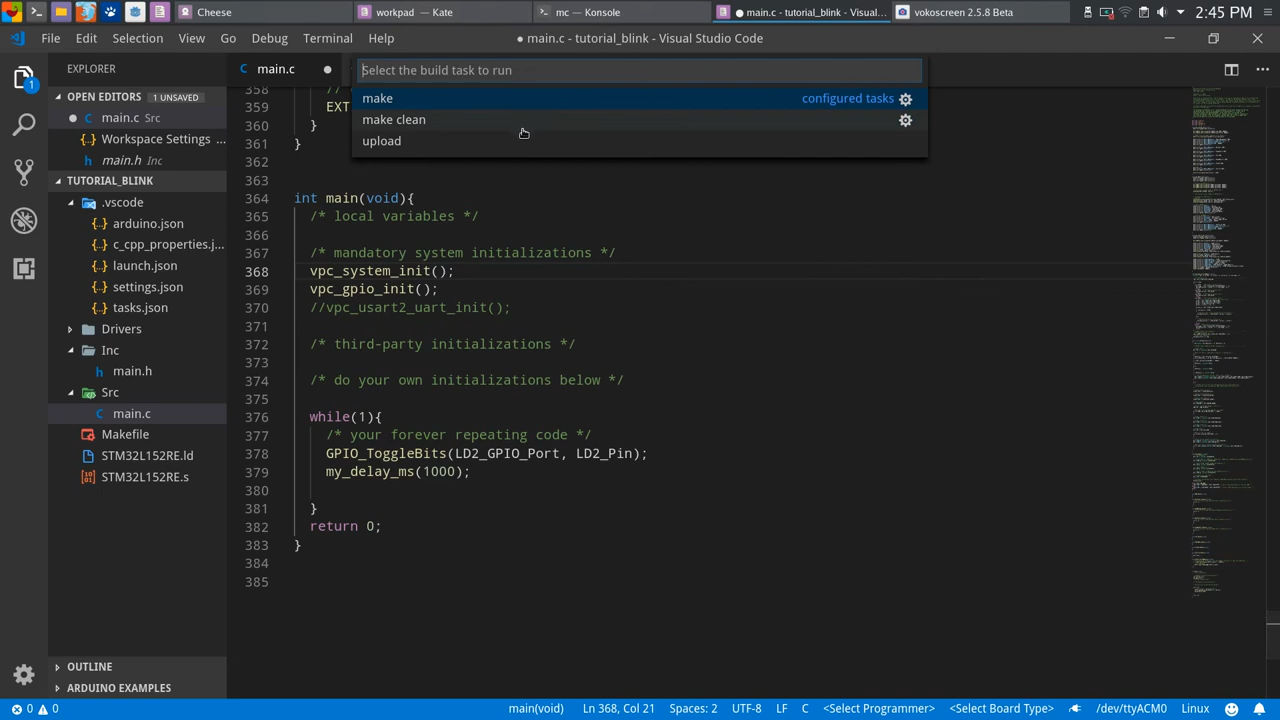 Cheese
workpad — Kate
mc — Konsole
● main.c - tutorial_blink - Visual...
vokoscreen 2.5.8 Beta
2:45 PM
File Edit Selection View Go Debug Terminal Help
● main.c - tutorial_blink - Visual Studio Code
EXPLORER
C main.c ●
Select the build task to run
make configured tasks
make clean
upload
1
OPEN EDITORS 1 UNSAVED
● main.c Src
Workspace Settings ...
main.h Inc
TUTORIAL_BLINK
.vscode
arduino.json
c_cpp_properties.j...
launch.json
settings.json
tasks.json
Drivers
Inc
C main.h
Src
C main.c
Makefile
STM32L152RE.ld
STM32L152RE.s
OUTLINE
ARDUINO EXAMPLES
358 //
359 EXT
360 }
361 }
362
363
364 int main(void){
365 /* local variables */
366
367 /* mandatory system initializations */
368 vpc_system_init();
369 vpc_gpio_init();
370 //vpc_usart2_uart_init();
371
372 /* third-party initializations */
373
374 /* do your own initializations below */
375
376 while(1){
377 /* your forever repeating code */
378 GPIO_ToggleBits(LD2_GPIO_Port, LD2_Pin);
379 my_delay_ms(1000);
380
381 }
382 return 0;
383 }
384
385
0 0 main(void) Ln 368, Col 21 Spaces: 2 UTF-8 LF C <Select Programmer> <Select Board Type> /dev/ttyACM0 Linux